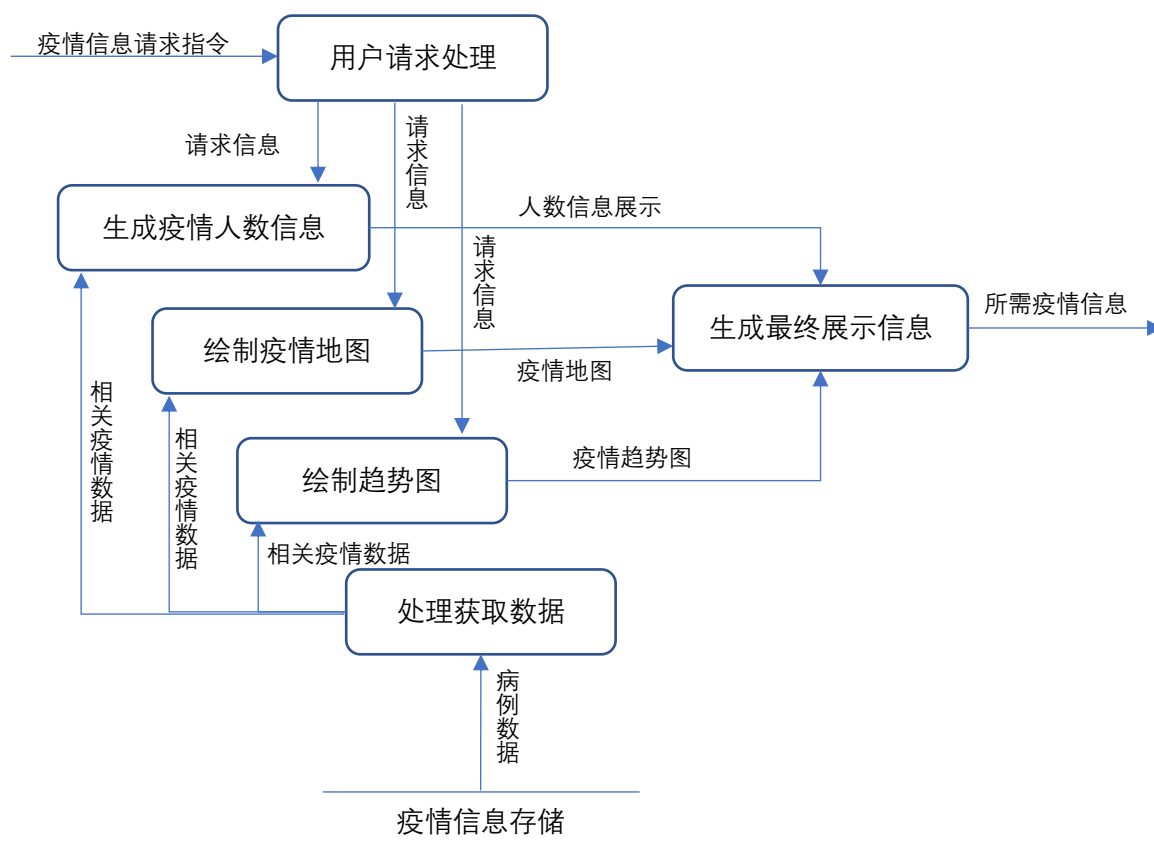 疫情信息请求指令
用户请求处理
请求信息
请求信息
请求信息
生成疫情人数信息
人数信息展示
绘制疫情地图
疫情地图
生成最终展示信息
所需疫情信息
相关疫情数据
相关疫情数据
绘制趋势图
疫情趋势图
相关疫情数据
处理获取数据
病例数据
疫情信息存储